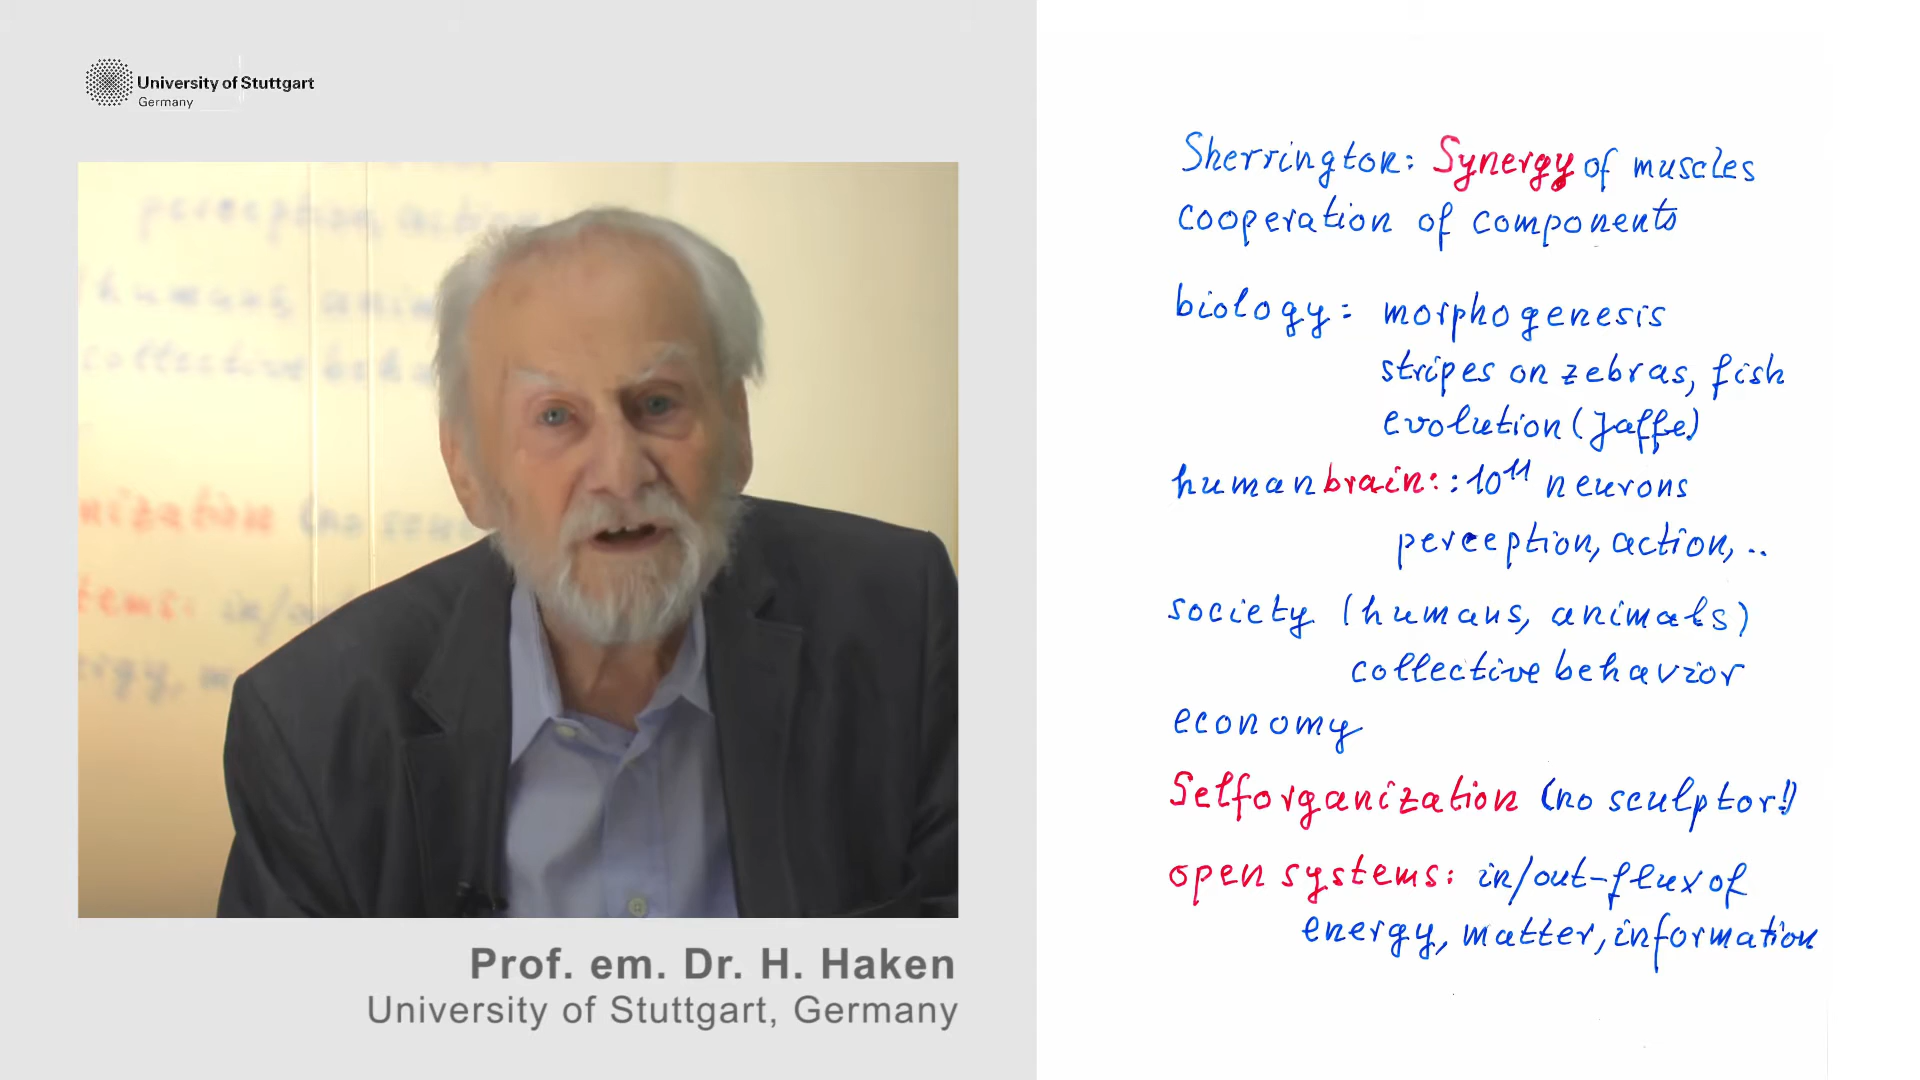 University of Stuttgart
Germany
Prof. em. Dr. H. Haken
University of Stuttgart, Germany
Sherrington: Synergy of muscles
cooperation of components
biology: morphogenesis
stripes on zebras, fish
evolution (Jaffe)
human brain: : 10¹¹ neurons
perception, action, ..
society (humans, animals)
collective behavior
economy
Selforganization (no sculptor!)
open systems: in/out-flux of
energy, matter, information